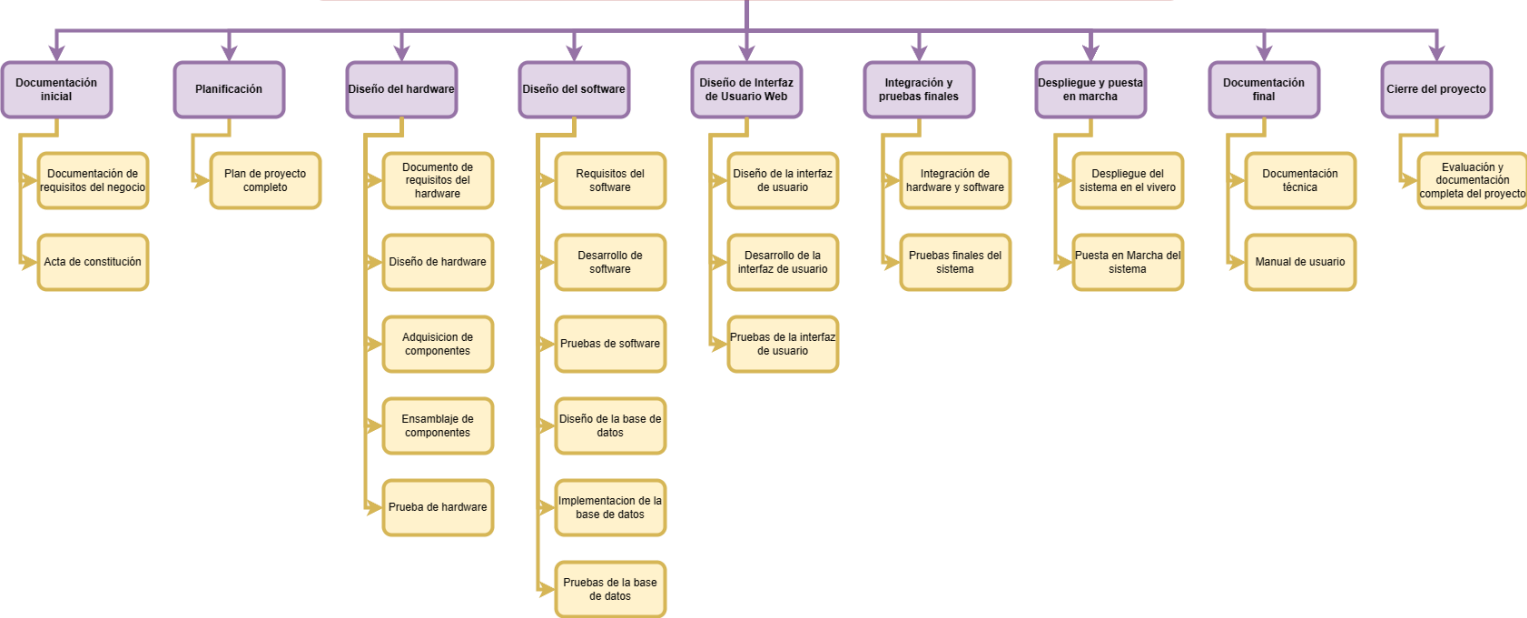 Documentación
inicial
Planificación
Diseño del hardware
Diseño del software
Diseño de Interfaz
de Usuario Web
Integración y
pruebas finales
Despliegue y puesta
en marcha
Documentación
final
Cierre del proyecto
Documentación de
requisitos del negocio
Acta de constitución
Plan de proyecto
completo
Documento de
requisitos del
hardware
Diseño de hardware
Adquisicion de
componentes
Ensamblaje de
componentes
Prueba de hardware
Requisitos del
software
Desarrollo de
software
Pruebas de software
Diseño de la base de
datos
Implementacion de la
base de datos
Pruebas de la base
de datos
Diseño de la interfaz
de usuario
Desarrollo de la
interfaz de usuario
Pruebas de la interfaz
de usuario
Integración de
hardware y software
Pruebas finales del
sistema
Despliegue del
sistema en el vivero
Puesta en Marcha del
sistema
Documentación
técnica
Manual de usuario
Evaluación y
documentación
completa del proyecto